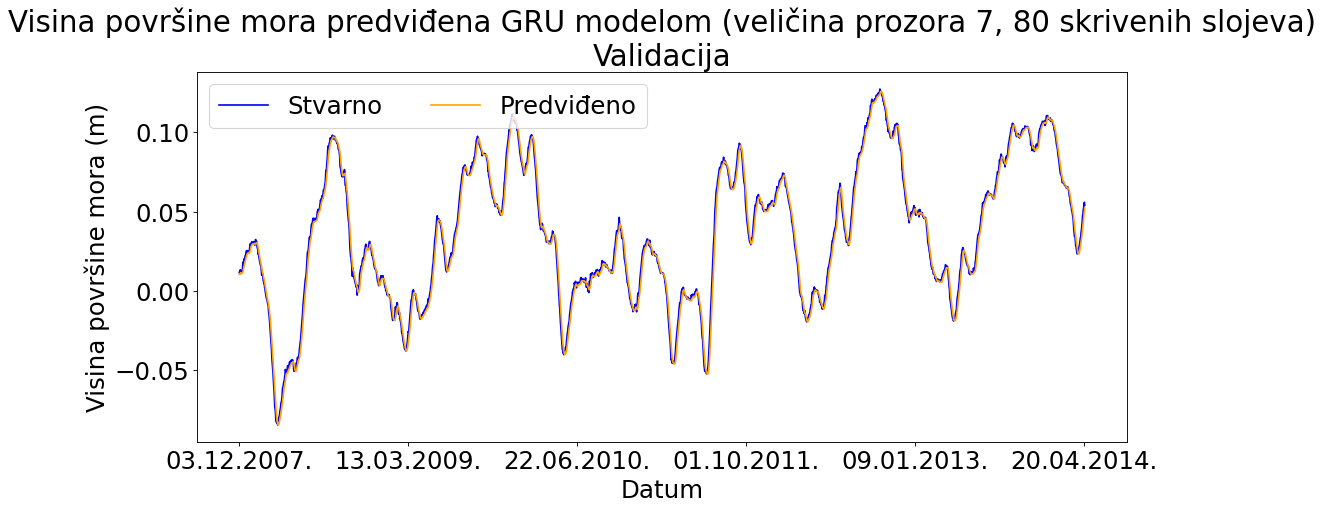 Visina površine mora predviđena GRU modelom (veličina prozora 7, 80 skrivenih slojeva)
Validacija
Stvarno Predviđeno
Visina površine mora (m)
0.10
0.05
0.00
−0.05
03.12.2007. 13.03.2009. 22.06.2010. 01.10.2011. 09.01.2013. 20.04.2014.
Datum